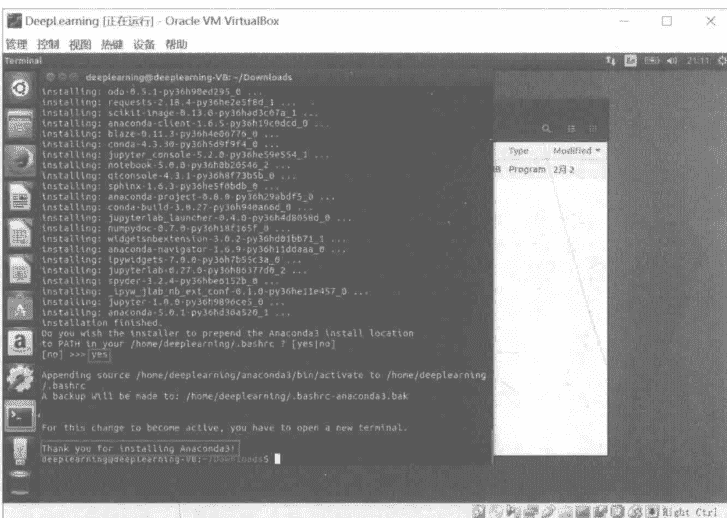 DeepLearning [正在运行] - Oracle VM VirtualBox
管理 控制 视图 热键 设备 帮助
Terminal
21:11
deeplearning@deeplearning-VB: ~/Downloads
installing: odo-0.5.1-py36h90ed295_0 ...
installing: requests-2.18.4-py36he2e5f8d_1 ...
installing: scikit-image-0.13.0-py36had3c07a_1 ...
installing: anaconda-client-1.6.5-py36h19c0dcd_0 ...
installing: blaze-0.11.3-py36h4e06776_0 ...
installing: conda-4.3.30-py36h5d9f9f4_0 ...
installing: jupyter_console-5.2.0-py36he59e554_1 ...
installing: notebook-5.0.0-py36h0b20546_2 ...
installing: qtconsole-4.3.1-py36h8f73b5b_0 ...
installing: sphinx-1.6.3-py36he5f0bdb_0 ...
installing: anaconda-project-0.8.0-py36h29abdf5_0 ...
installing: conda-build-3.0.27-py36h940a66d_0 ...
installing: jupyterlab_launcher-0.4.0-py36h4d8058d_0 ...
installing: numpydoc-0.7.0-py36h18f165f_0 ...
installing: widgetsnbextension-3.0.2-py36hd01bb71_1 ...
installing: anaconda-navigator-1.6.9-py36h11ddaaa_0 ...
installing: ipywidgets-7.0.0-py36h7b55c3a_0 ...
installing: jupyterlab-0.27.0-py36h86377d0_2 ...
installing: spyder-3.2.4-py36hbe6152b_0 ...
installing: _ipyw_jlab_nb_ext_conf-0.1.0-py36he11e457_0 ...
installing: jupyter-1.0.0-py36h9896ce5_0 ...
installing: anaconda-5.0.1-py36hd30a520_1 ...
installation finished.
Do you wish the installer to prepend the Anaconda3 install location
to PATH in your /home/deeplearning/.bashrc ? [yes|no]
[no] >>> yes
Appending source /home/deeplearning/anaconda3/bin/activate to /home/deeplearning
/.bashrc
A backup will be made to: /home/deeplearning/.bashrc-anaconda3.bak
For this change to become active, you have to open a new terminal.
Thank you for installing Anaconda3!
deeplearning@deeplearning-VB:~/Downloads$
Type Modified
Program 2月 2
Right Ctrl